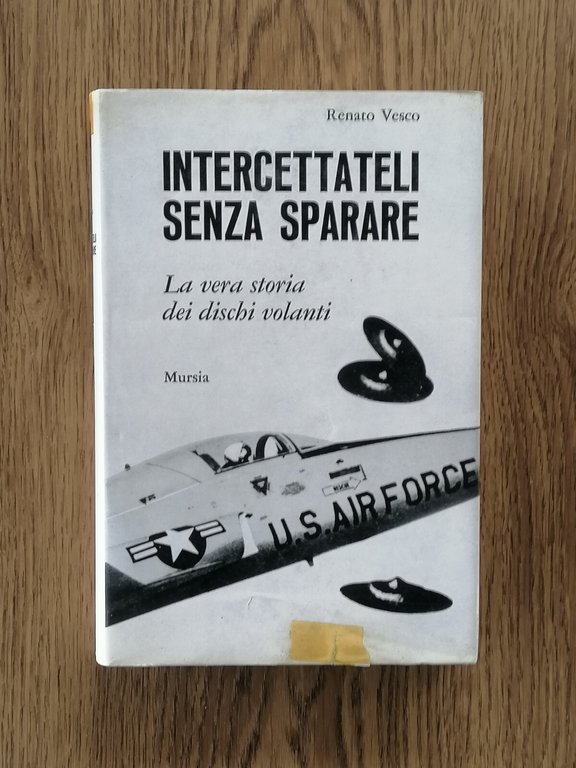 Renato Vesco
INTERCETTATELI
SENZA SPARARE
La vera storia
dei dischi volanti
Mursia
U.S. AIR FORCE